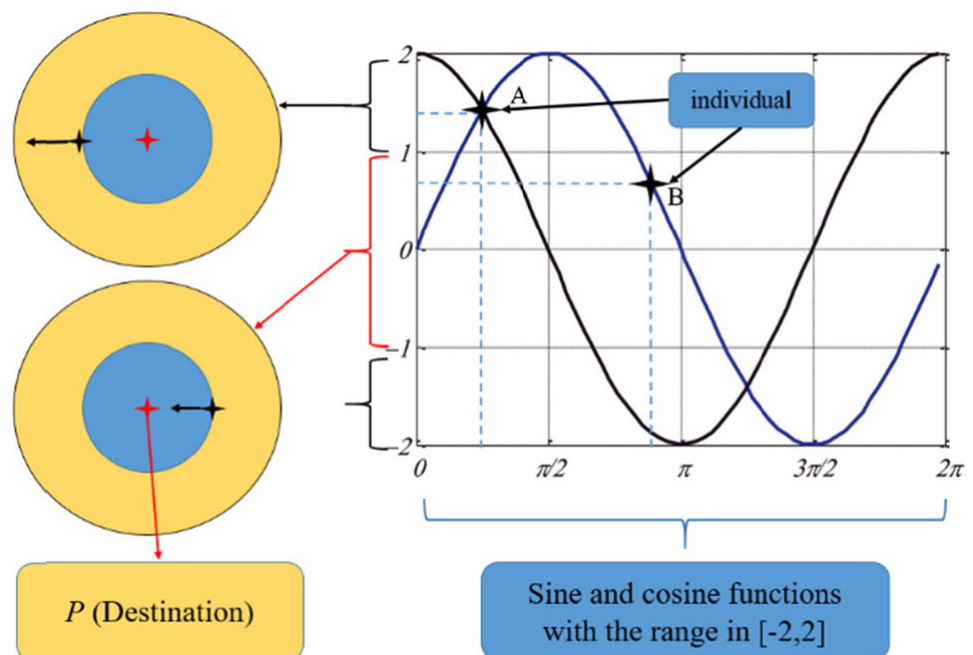 2
A
individual
1
B
0
−1
−2
0 π/2 π 3π/2 2π
P (Destination)
Sine and cosine functions
with the range in [-2,2]